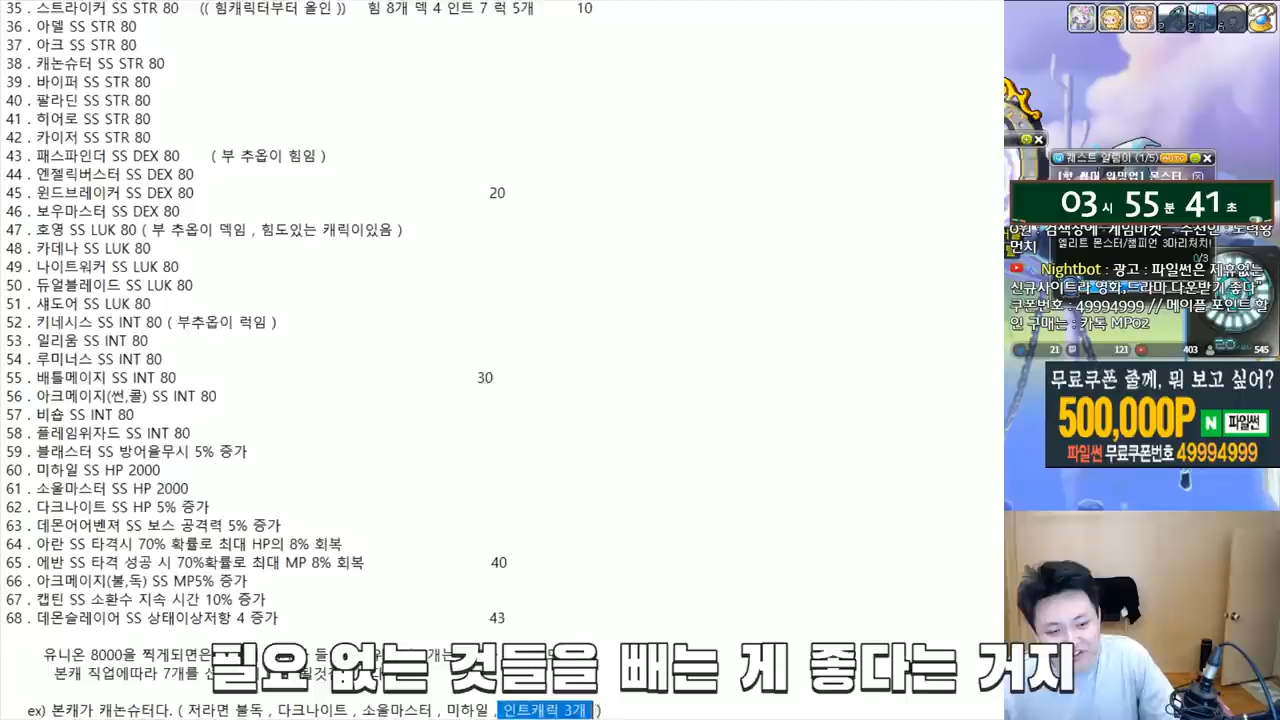 35 . 스트라이커 SS STR 80 (( 힘캐릭터부터 올인 )) 힘 8개 덱 4 인트 7 럭 5개 10
36 . 아델 SS STR 80
37 . 아크 SS STR 80
38 . 캐논슈터 SS STR 80
39 . 바이퍼 SS STR 80
40 . 팔라딘 SS STR 80
41 . 히어로 SS STR 80
42 . 카이저 SS STR 80
43 . 패스파인더 SS DEX 80 ( 부 추옵이 힘임 )
44 . 엔젤릭버스터 SS DEX 80
45 . 윈드브레이커 SS DEX 80 20
46 . 보우마스터 SS DEX 80
47 . 호영 SS LUK 80 ( 부 추옵이 덱임 , 힘도있는 캐릭이있음 )
48 . 카데나 SS LUK 80
49 . 나이트워커 SS LUK 80
50 . 듀얼블레이드 SS LUK 80
51 . 섀도어 SS LUK 80
52 . 키네시스 SS INT 80 ( 부추옵이 럭임 )
53 . 일리움 SS INT 80
54 . 루미너스 SS INT 80
55 . 배틀메이지 SS INT 80 30
56 . 아크메이지(썬,콜) SS INT 80
57 . 비숍 SS INT 80
58 . 플레임위자드 SS INT 80
59 . 블래스터 SS 방어율무시 5% 증가
60 . 미하일 SS HP 2000
61 . 소울마스터 SS HP 2000
62 . 다크나이트 SS HP 5% 증가
63 . 데몬어어벤져 SS 보스 공격력 5% 증가
64 . 아란 SS 타격시 70% 확률로 최대 HP의 8% 회복
65 . 에반 SS 타격 성공 시 70%확률로 최대 MP 8% 회복 40
66 . 아크메이지(불,독) SS MP5% 증가
67 . 캡틴 SS 소환수 지속 시간 10% 증가
68 . 데몬슬레이어 SS 상태이상저항 4 증가 43
유니온 8000을 찍게되면은
본캐 직업에따라 7개를
필요 없는 것들을 빼는 게 좋다는 거지
ex) 본캐가 캐논슈터다. ( 저라면 불독 , 다크나이트 , 소울마스터 , 미하일 , 인트캐릭 3개 )
퀘스트 알림이 (1/5) AUTO
03 시 55 분 41 초
엘리트 몬스터/챔피언 3마리처치!
0/3
먼치
Nightbot : 광고 : 파일썬은 제휴없는
신규사이트라 영화,드라마 다운받기 좋다"
쿠폰번호 : 49994999 // 메이플 포인트 할
인 구매는 : 카톡 MP02
21 121 403 545
무료쿠폰 줄께, 뭐 보고 싶어?
500,000P N 파일썬
파일썬 무료쿠폰번호 49994999